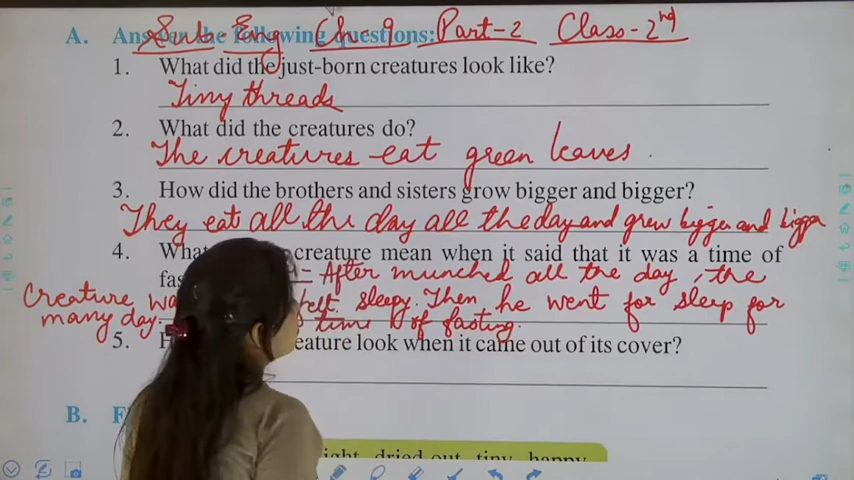 Sub- Eng Ch- 9 Part-2 Class- 2nd
A. Answer the following questions:
1. What did the just-born creatures look like?
Tiny threads
2. What did the creatures do?
The creatures eat green leaves .
3. How did the brothers and sisters grow bigger and bigger?
They eat all the day all the day and grew bigger and bigger
4. creature mean when it said that it was a time of
After munched all the day, the
Creature felt sleepy. Then he went for sleep for
many day. time of fasting.
5. look when it came out of its cover?
B.
dried out tiny happy